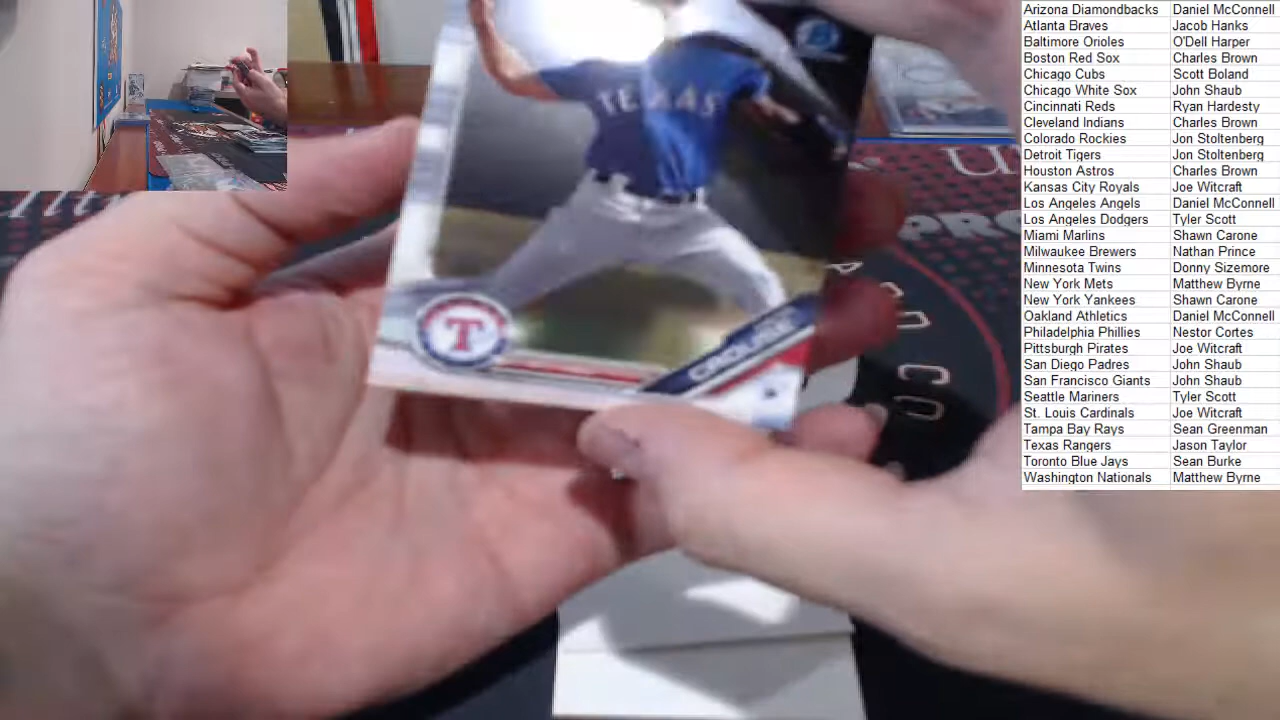 Arizona Diamondbacks Daniel McConnell
Atlanta Braves Jacob Hanks
Baltimore Orioles O'Dell Harper
Boston Red Sox Charles Brown
Chicago Cubs Scott Boland
Chicago White Sox John Shaub
Cincinnati Reds Ryan Hardesty
Cleveland Indians Charles Brown
Colorado Rockies Jon Stoltenberg
Detroit Tigers Jon Stoltenberg
Houston Astros Charles Brown
Kansas City Royals Joe Witcraft
Los Angeles Angels Daniel McConnell
Los Angeles Dodgers Tyler Scott
Miami Marlins Shawn Carone
Milwaukee Brewers Nathan Prince
Minnesota Twins Donny Sizemore
New York Mets Matthew Byrne
New York Yankees Shawn Carone
Oakland Athletics Daniel McConnell
Philadelphia Phillies Nestor Cortes
Pittsburgh Pirates Joe Witcraft
San Diego Padres John Shaub
San Francisco Giants John Shaub
Seattle Mariners Tyler Scott
St. Louis Cardinals Joe Witcraft
Tampa Bay Rays Sean Greenman
Texas Rangers Jason Taylor
Toronto Blue Jays Sean Burke
Washington Nationals Matthew Byrne
TEXAS
T